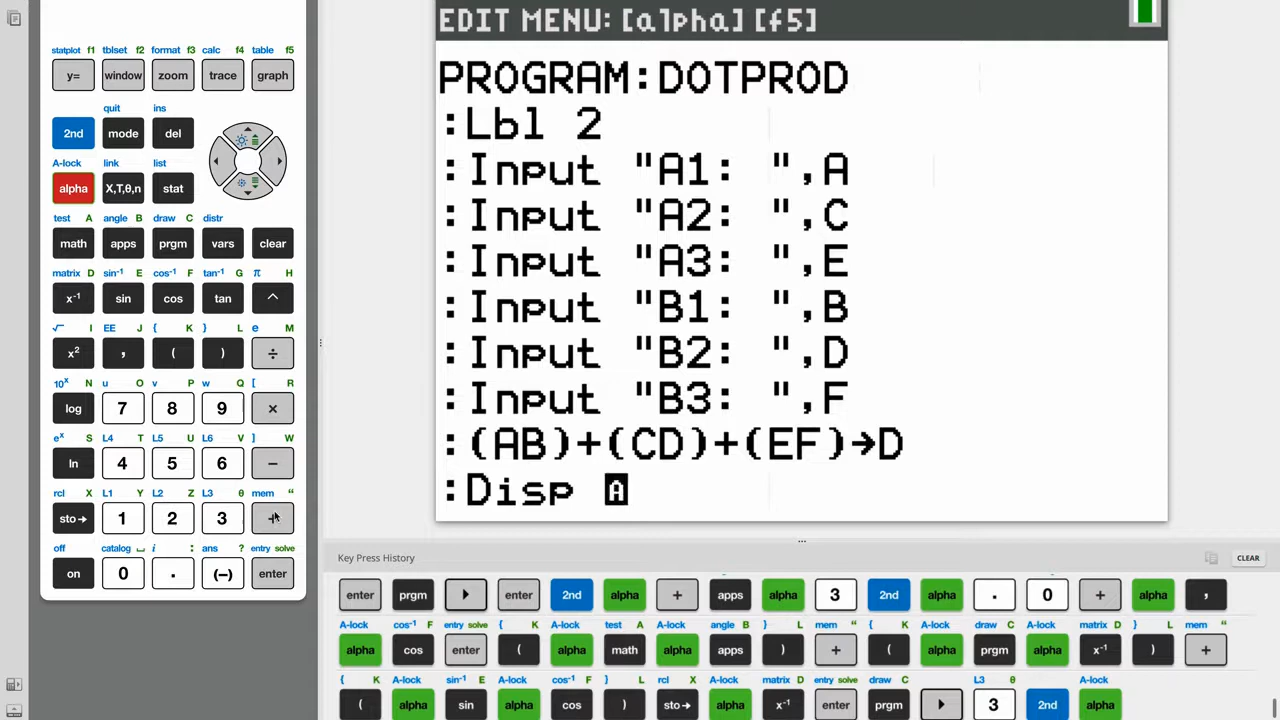 EDIT MENU: [alpha] [f5]
PROGRAM:DOTPROD
:Lbl 2
:Input "A1: ",A
:Input "A2: ",C
:Input "A3: ",E
:Input "B1: ",B
:Input "B2: ",D
:Input "B3: ",F
:(AB)+(CD)+(EF)→D
:Disp A
statplot f1 tblset f2 format f3 calc f4 table f5
y= window zoom trace graph
quit ins
2nd mode del
A-lock link list
alpha X,T,θ,n stat
test A angle B draw C distr
math apps prgm vars clear
matrix D sin⁻¹ E cos⁻¹ F tan⁻¹ G π H
x⁻¹ sin cos tan ^
√ I EE J { K } L e M
x² , ( ) ÷
10ˣ N u O v P w Q [ R
log 7 8 9 ×
eˣ S L4 T L5 U L6 V ] W
ln 4 5 6 −
rcl X L1 Y L2 Z L3 θ mem “
sto→ 1 2 3 +
off catalog ⎵ i : ans ? entry solve
on 0 . (−) enter
Key Press History
CLEAR
enter prgm enter 2nd alpha + apps alpha 3 2nd alpha . 0 + alpha ,
A-lock cos⁻¹ F entry solve { K A-lock test A A-lock angle B } L mem “ { K A-lock draw C A-lock matrix D } L mem “
alpha cos enter ( alpha math alpha apps ) + ( alpha prgm alpha x⁻¹ ) +
{ K A-lock sin⁻¹ E A-lock cos⁻¹ F } L rcl X A-lock matrix D entry solve draw C L3 θ A-lock
( alpha sin alpha cos ) sto→ alpha x⁻¹ enter prgm 3 2nd alpha